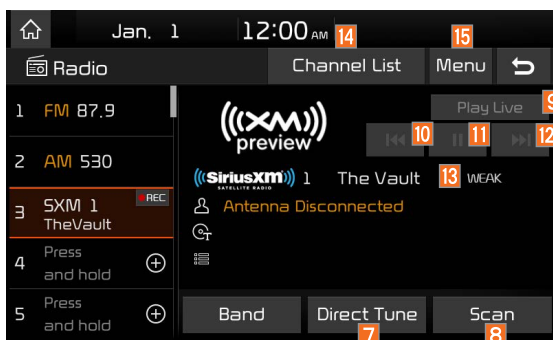 Jan. 1 12:00 AM 14 15
Radio Channel List Menu
1 FM 87.9
2 AM 530
3 SXM 1 REC
TheVault
4 Press
and hold
5 Press
and hold
((XM))
preview
Play Live 9
10 11 12
((SiriusXM)) 1 The Vault 13 WEAK
SATELLITE RADIO
Antenna Disconnected
Band Direct Tune Scan
7 8